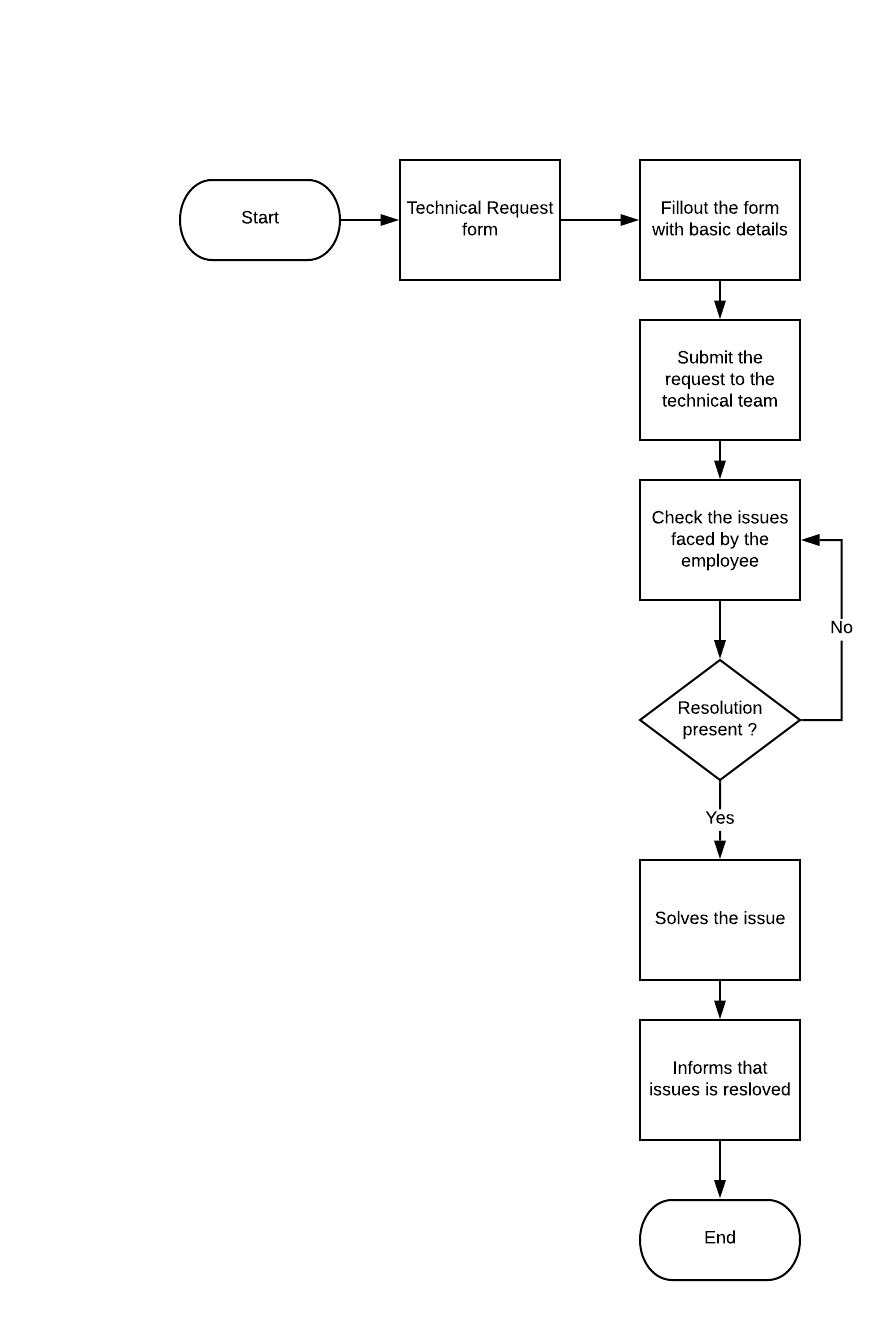 Start
Technical Request
form
Fillout the form
with basic details
Submit the
request to the
technical team
Check the issues
faced by the
employee
No
Resolution
present ?
Yes
Solves the issue
Informs that
issues is resloved
End